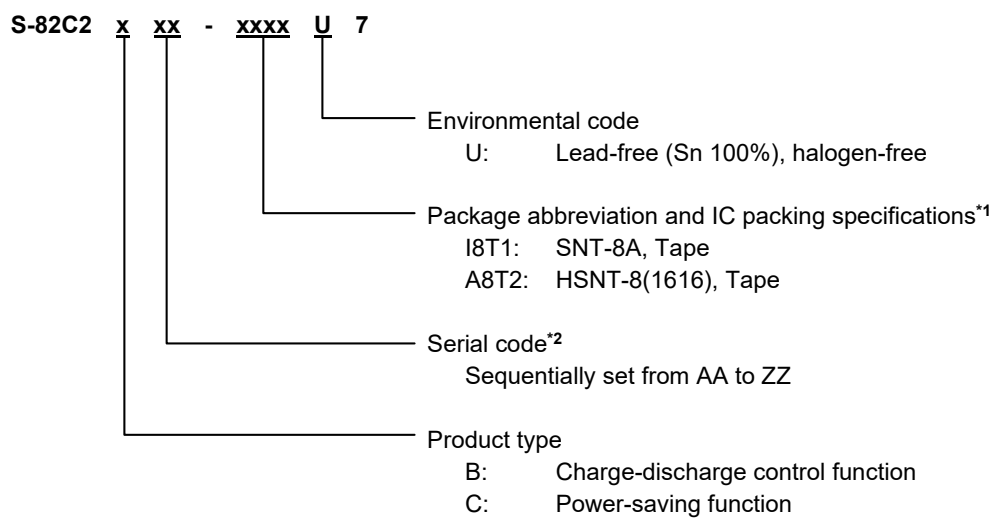 S-82C2 x xx - xxxx U 7
Environmental code
U: Lead-free (Sn 100%), halogen-free
Package abbreviation and IC packing specifications*1
I8T1: SNT-8A, Tape
A8T2: HSNT-8(1616), Tape
Serial code*2
Sequentially set from AA to ZZ
Product type
B: Charge-discharge control function
C: Power-saving function